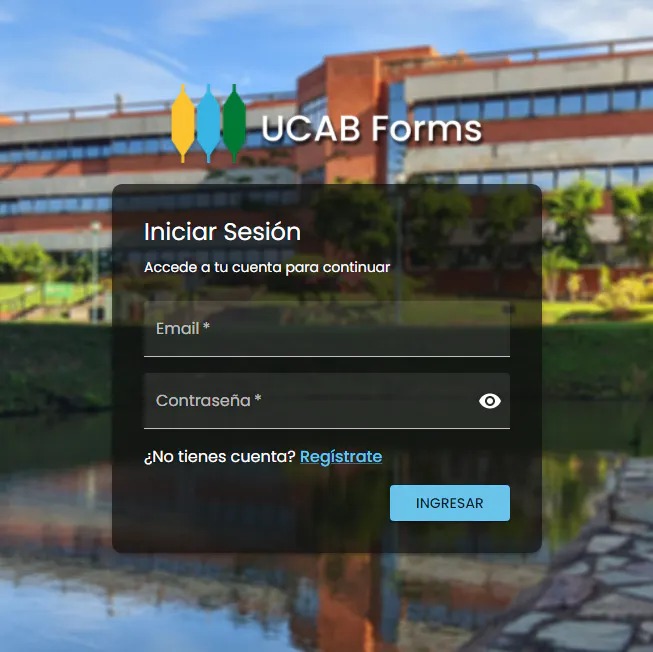 UCAB Forms
Iniciar Sesión
Accede a tu cuenta para continuar
Email *
Contraseña *
¿No tienes cuenta? Regístrate
INGRESAR